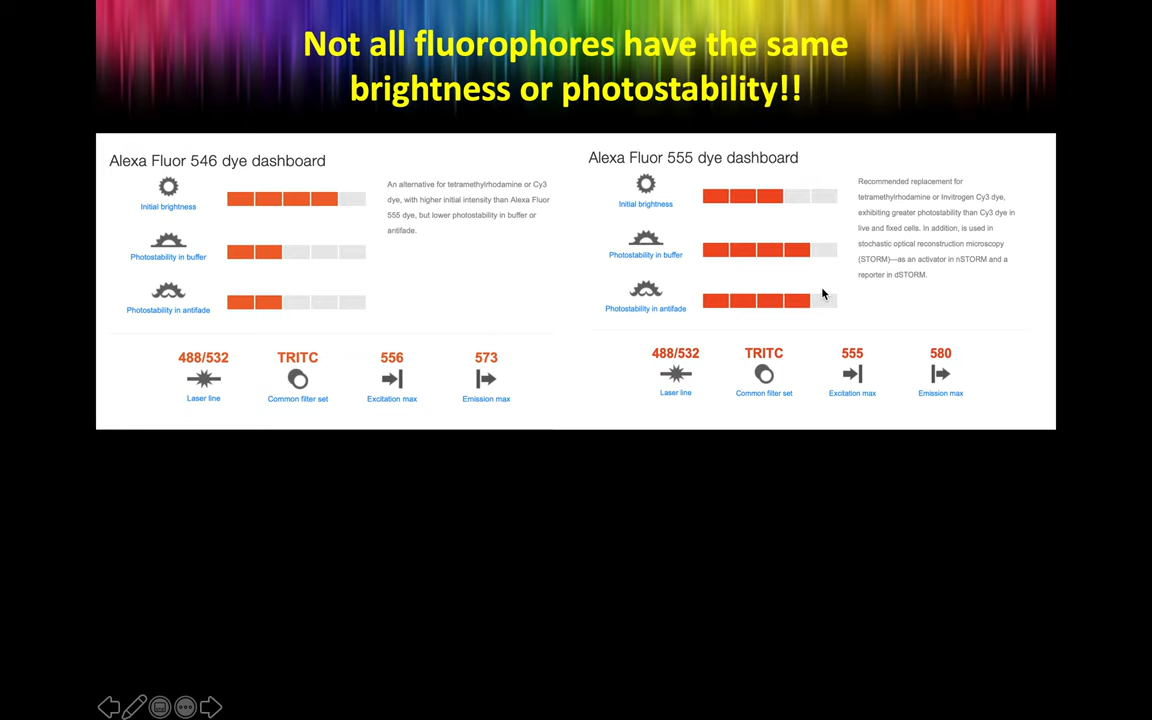 Not all fluorophores have the same
brightness or photostability!!
Alexa Fluor 546 dye dashboard
Initial brightness
Photostability in buffer
Photostability in antifade
An alternative for tetramethylrhodamine or Cy3
dye, with higher initial intensity than Alexa Fluor
555 dye, but lower photostability in buffer or
antifade.
488/532
Laser line
TRITC
Common filter set
556
Excitation max
573
Emission max
Alexa Fluor 555 dye dashboard
Initial brightness
Photostability in buffer
Photostability in antifade
Recommended replacement for
tetramethylrhodamine or Invitrogen Cy3 dye,
exhibiting greater photostability than Cy3 dye in
live and fixed cells. In addition, is used in
stochastic optical reconstruction microscopy
(STORM)—as an activator in nSTORM and a
reporter in dSTORM.
488/532
Laser line
TRITC
Common filter set
555
Excitation max
580
Emission max